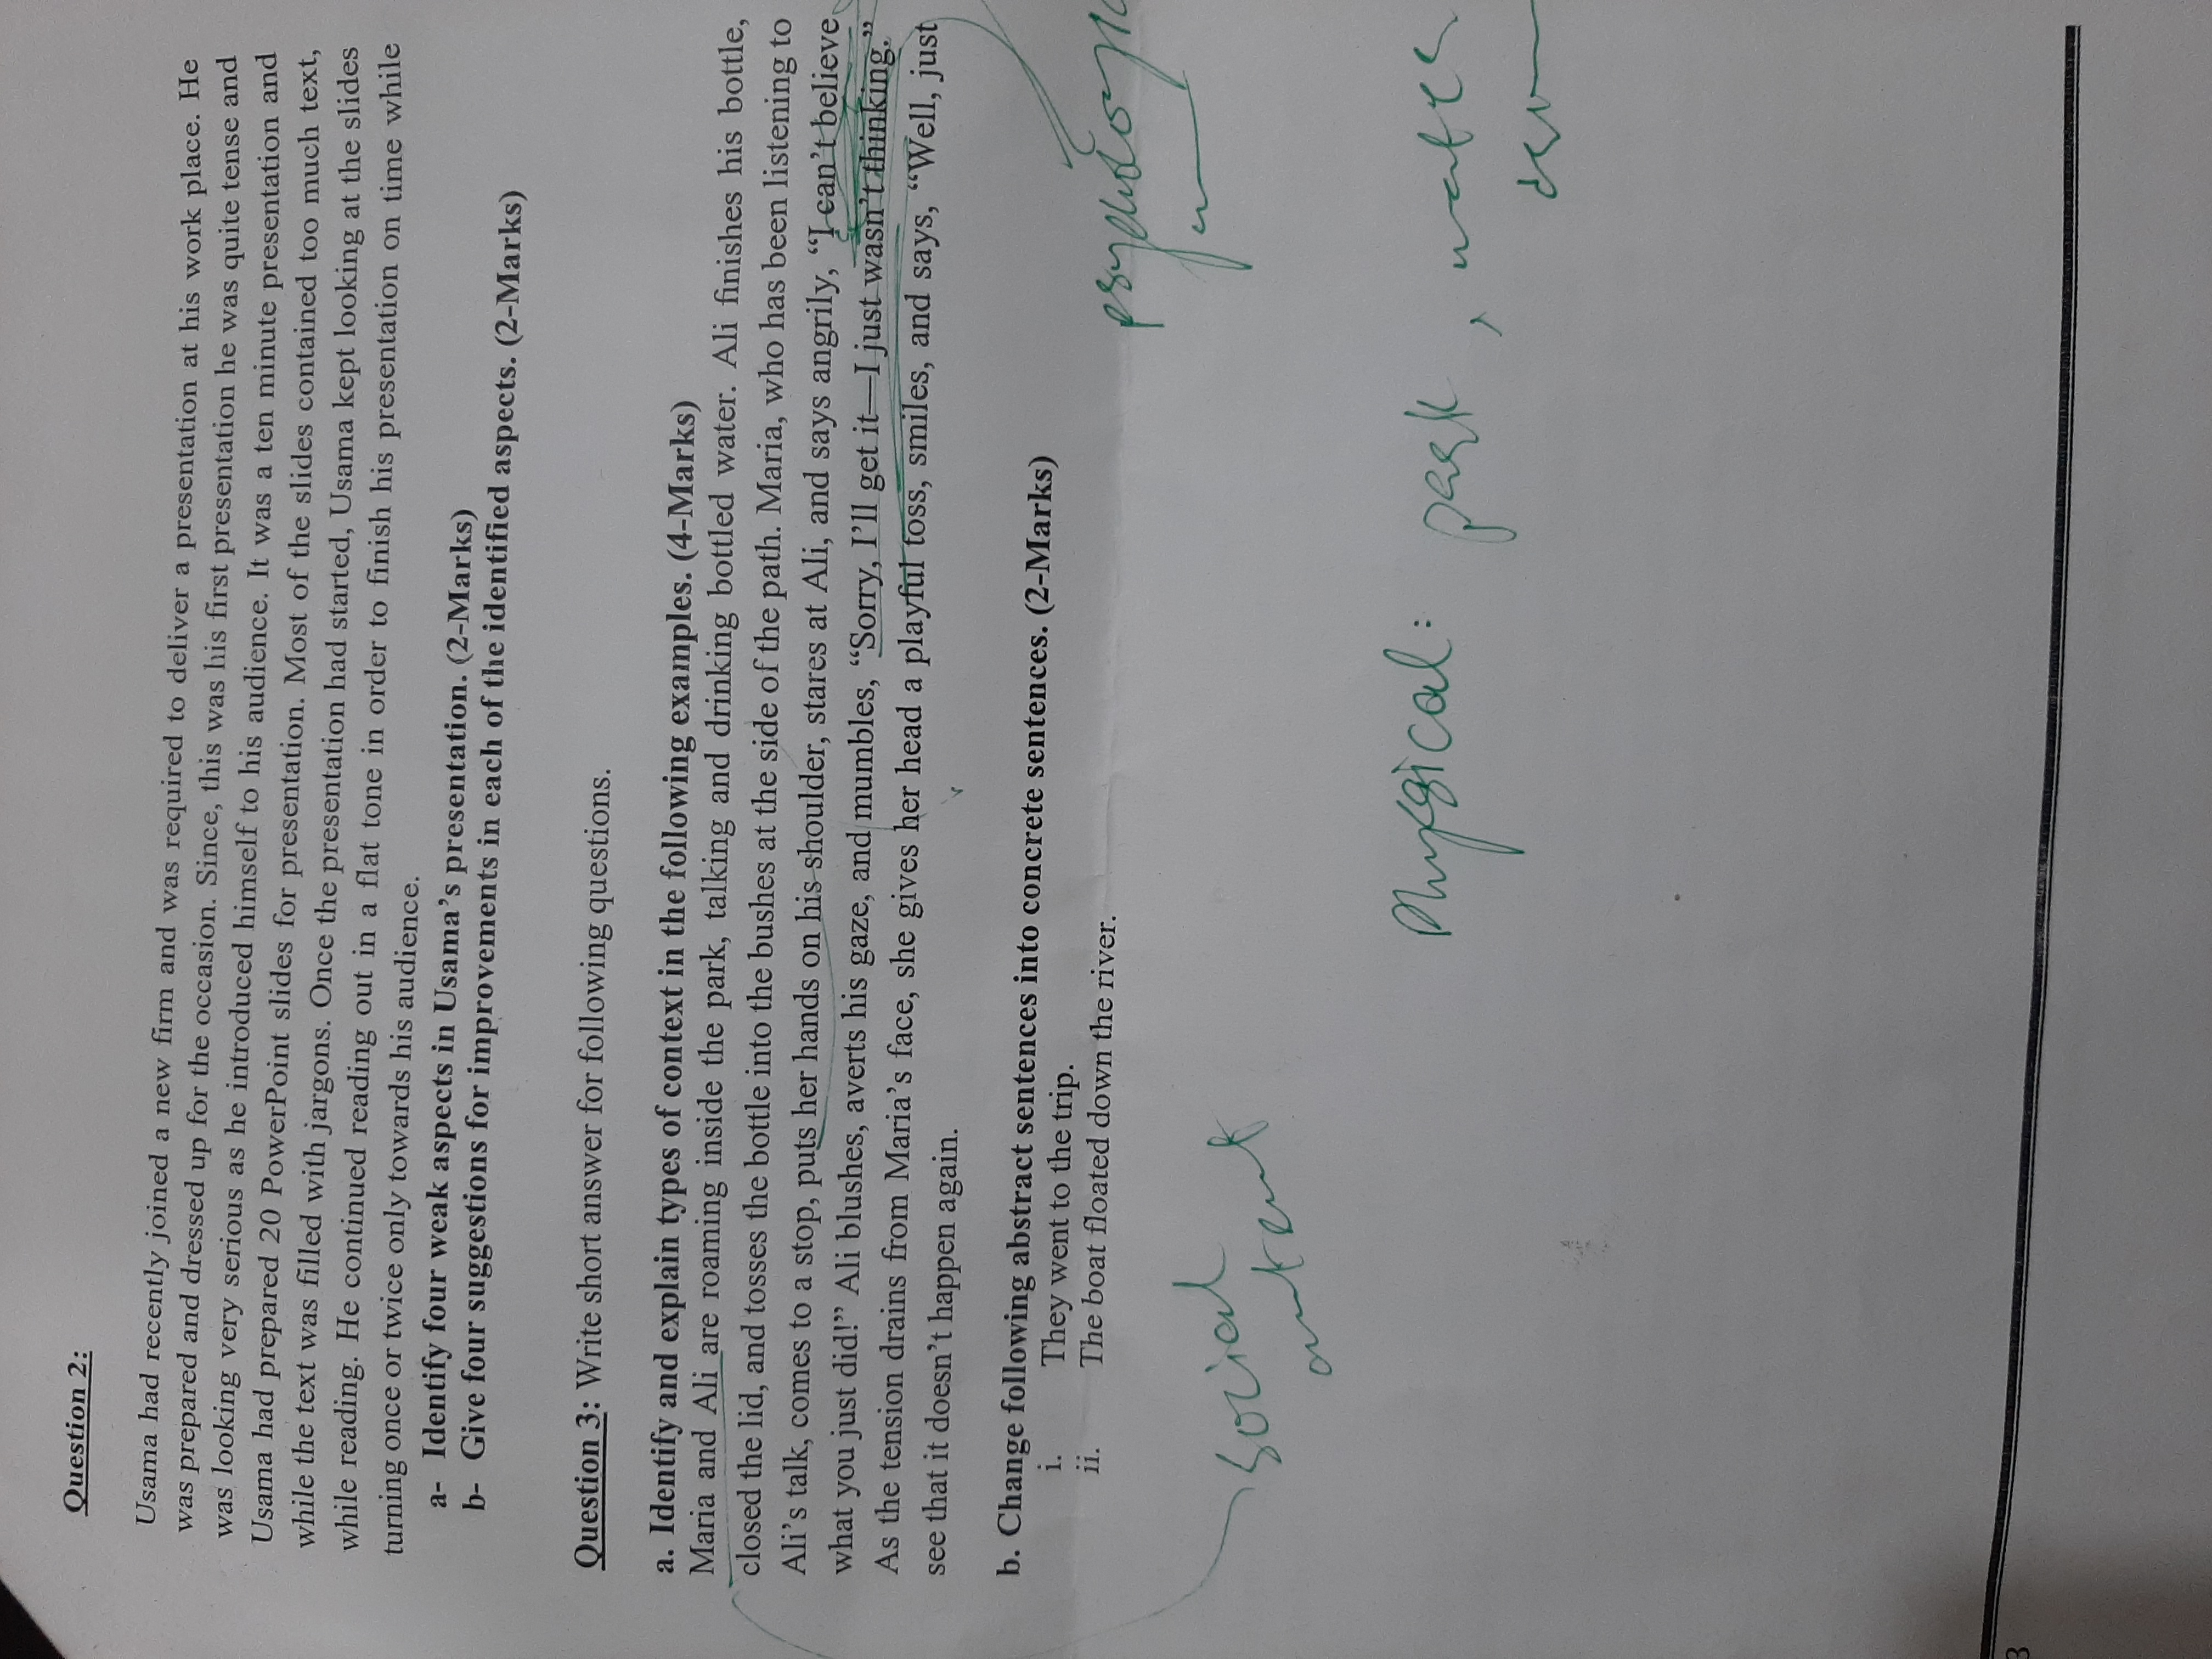 Question 2:
Usama had recently joined a new firm and was required to deliver a presentation at his work place. He
was prepared and dressed up for the occasion. Since, this was his first presentation he was quite tense and
was looking very serious as he introduced himself to his audience. It was a ten minute presentation and
Usama had prepared 20 PowerPoint slides for presentation. Most of the slides contained too much text,
while the text was filled with jargons. Once the presentation had started, Usama kept looking at the slides
while reading. He continued reading out in a flat tone in order to finish his presentation on time while
turning once or twice only towards his audience.
a- Identify four weak aspects in Usama's presentation. (2-Marks)
b- Give four suggestions for improvements in each of the identified aspects. (2-Marks)
Question 3: Write short answer for following questions.
a. Identify and explain types of context in the following examples. (4-Marks)
Maria and Ali are roaming inside the park, talking and drinking bottled water. Ali finishes his bottle,
closed the lid, and tosses the bottle into the bushes at the side of the path. Maria, who has been listening to
Ali's talk, comes to a stop, puts her hands on his shoulder, stares at Ali, and says angrily, "I can't believe
what you just did!" Ali blushes, averts his gaze, and mumbles, "Sorry, I'll get it—I just wasn't thinking."
As the tension drains from Maria's face, she gives her head a playful toss, smiles, and says, "Well, just
see that it doesn't happen again.
b. Change following abstract sentences into concrete sentences. (2-Marks)
i. They went to the trip.
ii. The boat floated down the river.
social
Physical: park, water
3